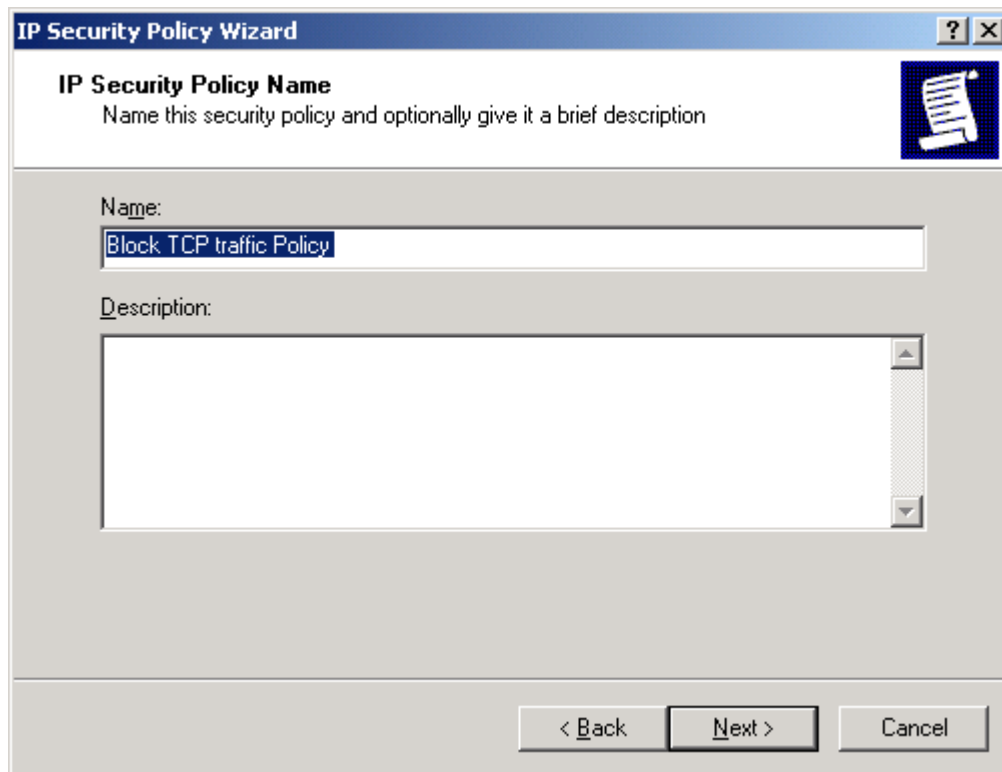 IP Security Policy Wizard
IP Security Policy Name
Name this security policy and optionally give it a brief description
Name:
Block TCP traffic Policy
Description:
< Back Next > Cancel